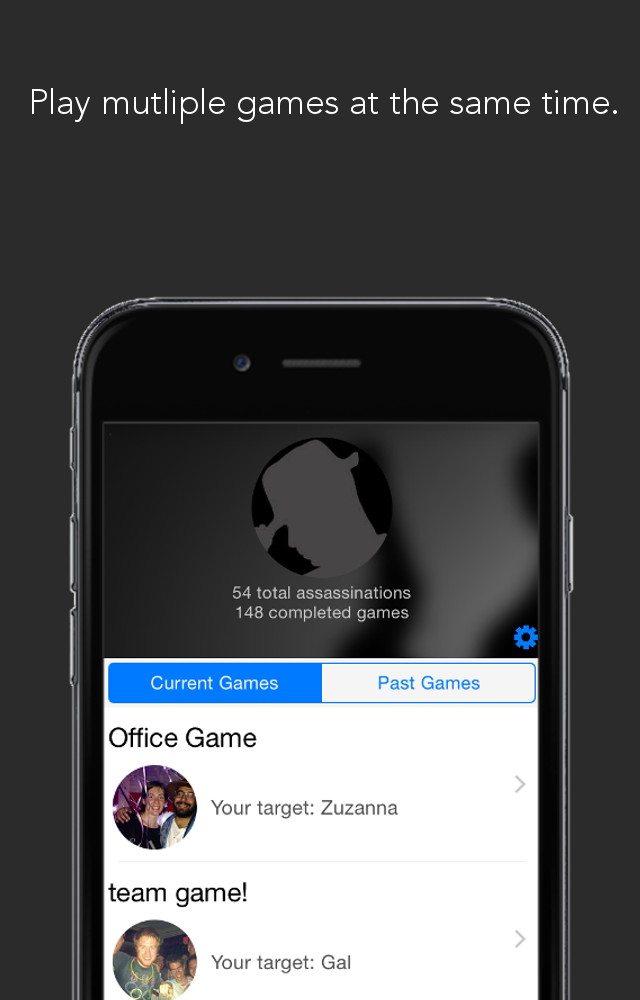 Play mutliple games at the same time.
54 total assassinations
148 completed games
Current Games
Past Games
Office Game
Your target: Zuzanna
team game!
Your target: Gal